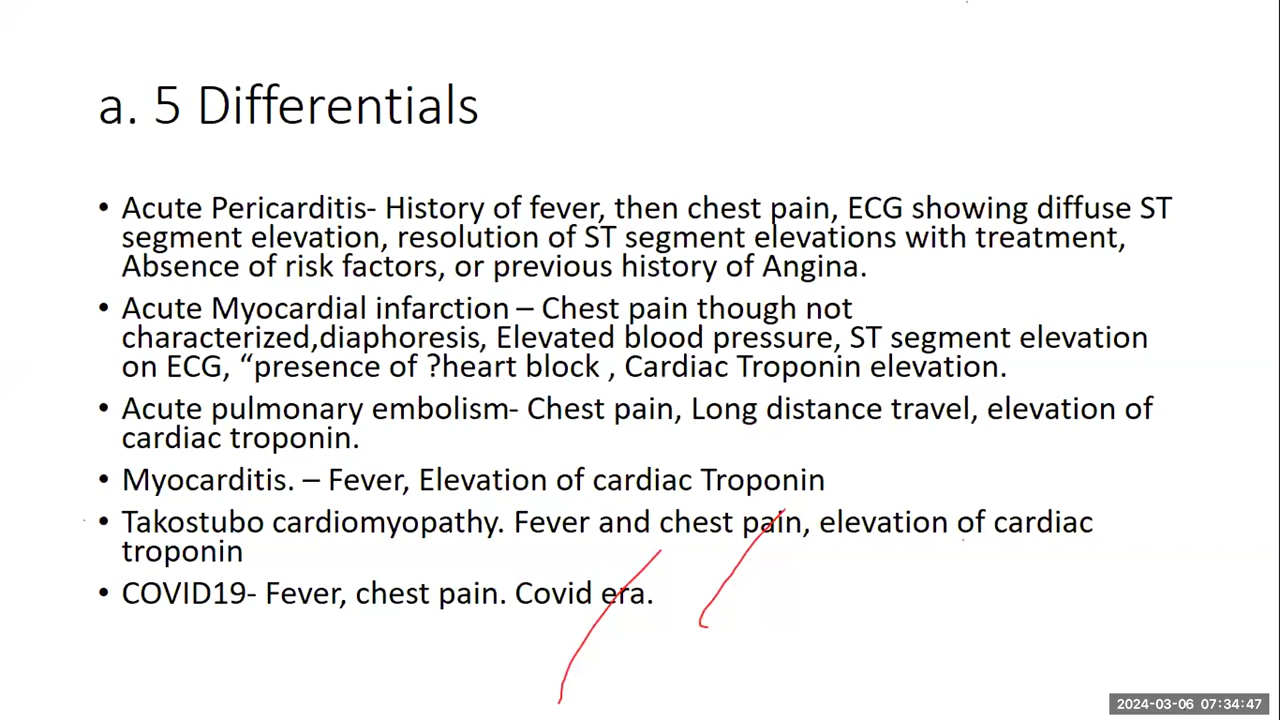 a. 5 Differentials
• Acute Pericarditis- History of fever, then chest pain, ECG showing diffuse ST
segment elevation, resolution of ST segment elevations with treatment,
Absence of risk factors, or previous history of Angina.
• Acute Myocardial infarction – Chest pain though not
characterized,diaphoresis, Elevated blood pressure, ST segment elevation
on ECG, “presence of ?heart block , Cardiac Troponin elevation.
• Acute pulmonary embolism- Chest pain, Long distance travel, elevation of
cardiac troponin.
• Myocarditis. – Fever, Elevation of cardiac Troponin
• Takostubo cardiomyopathy. Fever and chest pain, elevation of cardiac
troponin
• COVID19- Fever, chest pain. Covid era.
2024-03-06 07:34:47